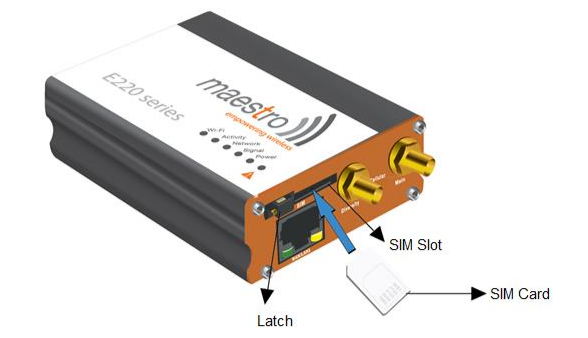 E220 series
maestro
empowering wireless
Wi-Fi
Activity
Network
Signal
Power
SIM
Cellular
Diversity
Main
SIM Slot
SIM Card
Latch